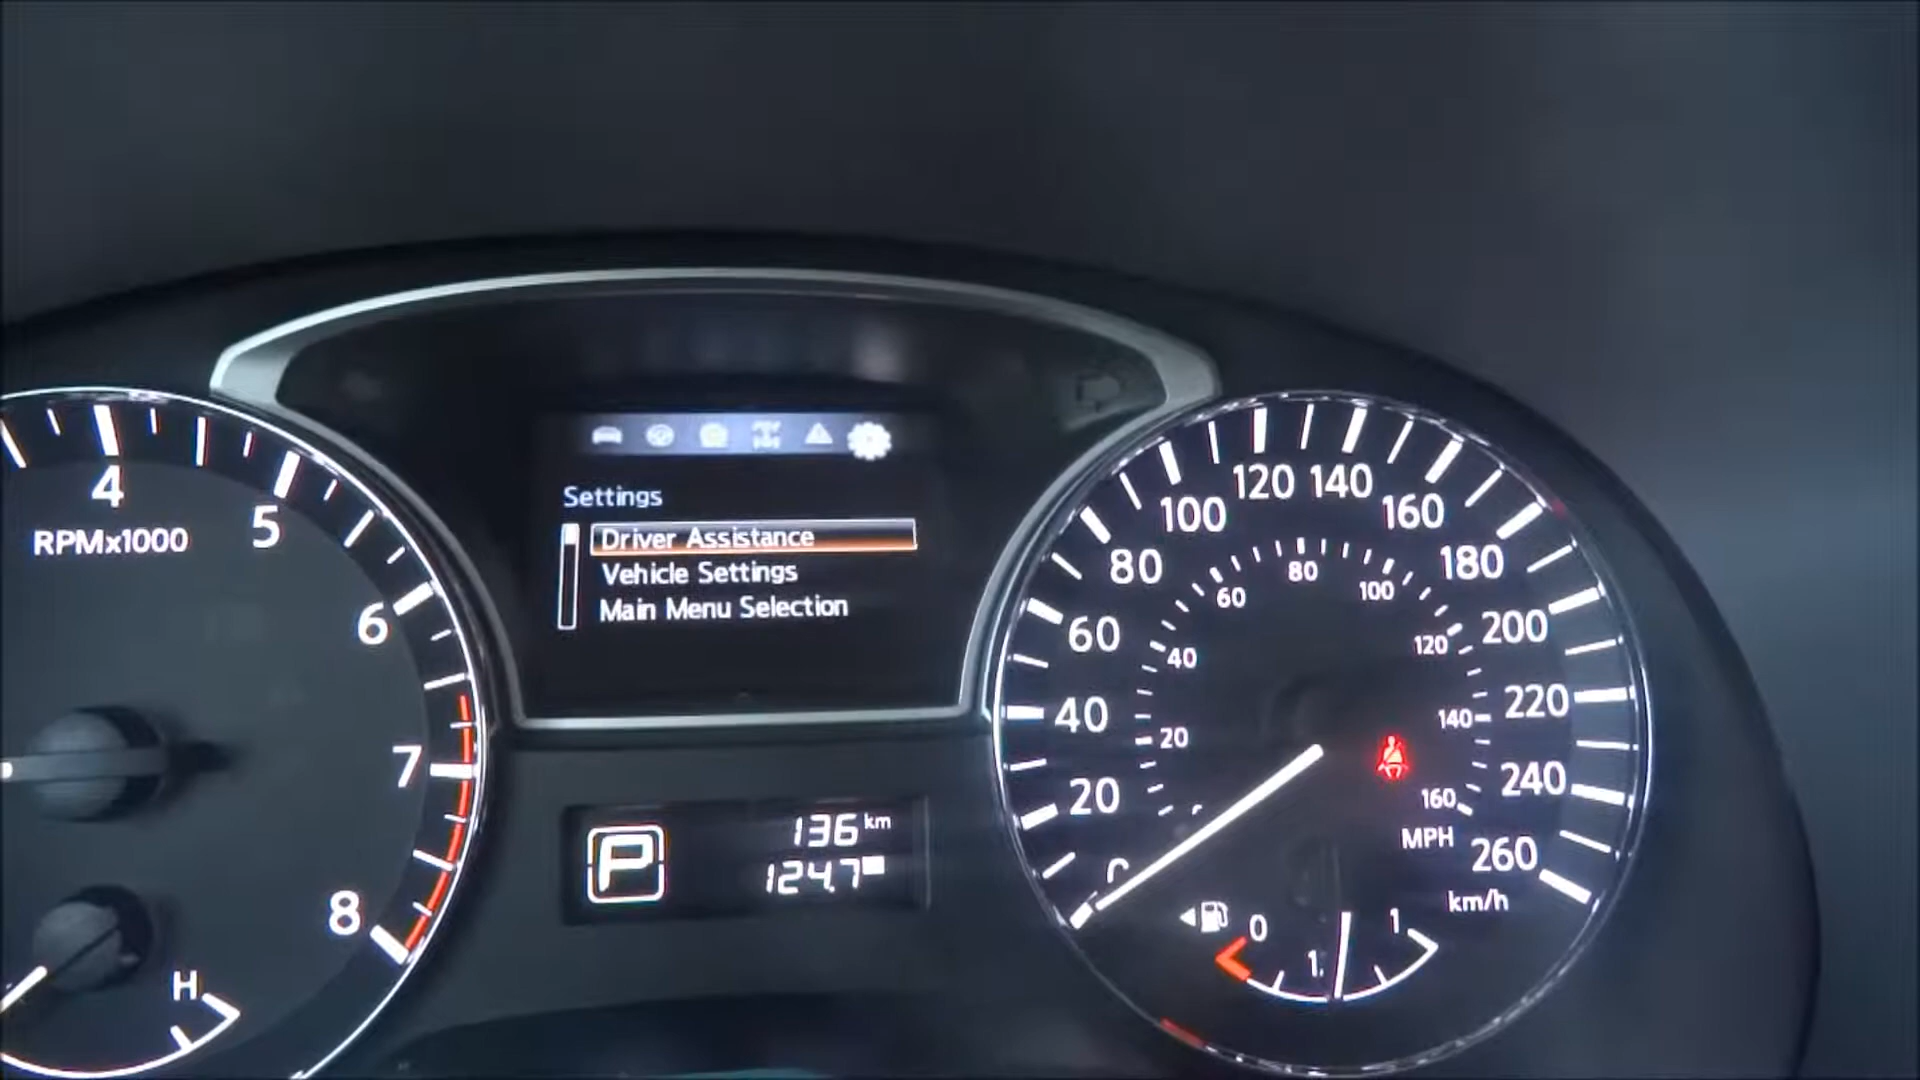 Settings
Driver Assistance
Vehicle Settings
Main Menu Selection
4
5
6
7
8
RPMx1000
H
P
136 km
124.7
20
40
60
80
100
120
140
160
180
200
220
240
260
km/h
20
40
60
80
100
120
140
160
MPH
0
1